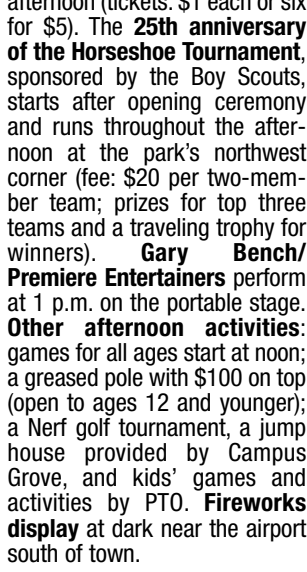 afternoon (tickets: $1 each or six
for $5). The 25th anniversary
of the Horseshoe Tournament,
sponsored by the Boy Scouts,
starts after opening ceremony
and runs throughout the after-
noon at the park's northwest
corner (fee: $20 per two-mem-
ber team; prizes for top three
teams and a traveling trophy for
winners). Gary Bench/
Premiere Entertainers perform
at 1 p.m. on the portable stage.
Other afternoon activities:
games for all ages start at noon;
a greased pole with $100 on top
(open to ages 12 and younger);
a Nerf golf tournament, a jump
house provided by Campus
Grove, and kids' games and
activities by PTO. Fireworks
display at dark near the airport
south of town.